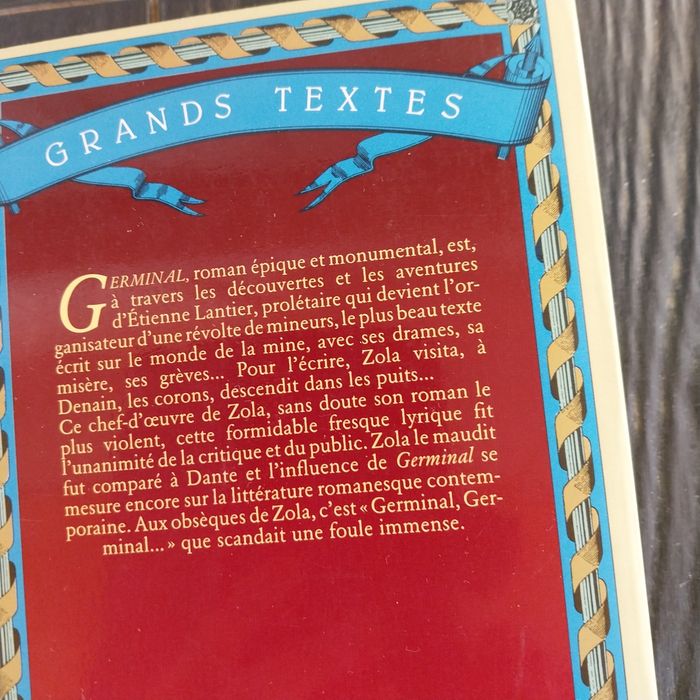 GRANDS TEXTES
GERMINAL, roman épique et monumental, est,
à travers les découvertes et les aventures
d'Étienne Lantier, prolétaire qui devient l'or-
ganisateur d'une révolte de mineurs, le plus beau texte
écrit sur le monde de la mine, avec ses drames, sa
misère, ses grèves... Pour l'écrire, Zola visita, à
Denain, les corons, descendit dans les puits...
Ce chef-d'œuvre de Zola, sans doute son roman le
plus violent, cette formidable fresque lyrique fit
l'unanimité de la critique et du public. Zola le maudit
fut comparé à Dante et l'influence de Germinal se
mesure encore sur la littérature romanesque contem-
poraine. Aux obsèques de Zola, c'est « Germinal, Ger-
minal... » que scandait une foule immense.